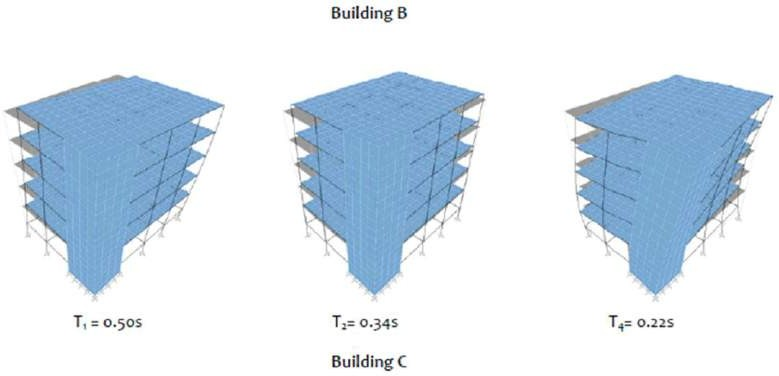 Building B
T₁ = 0.50s
T₂= 0.34s
T₄= 0.22s
Building C